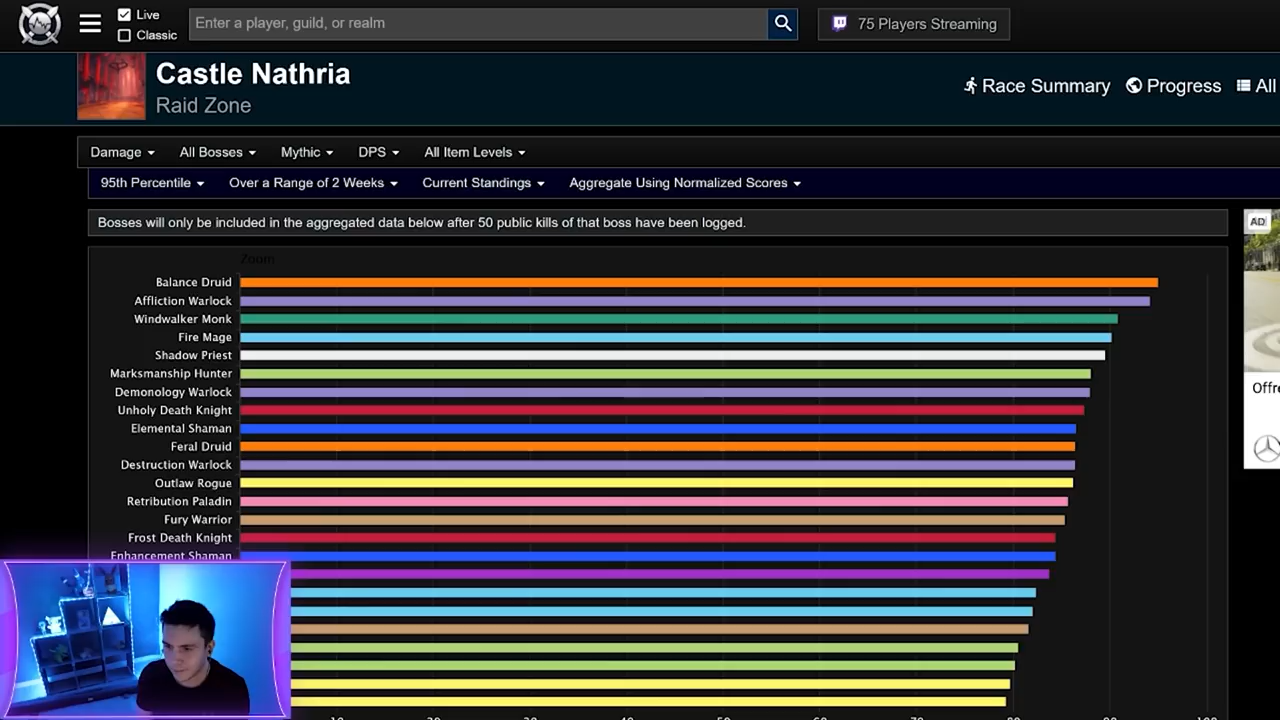 Live
Classic
Enter a player, guild, or realm
75 Players Streaming
Castle Nathria
Raid Zone
Race Summary
Progress
All
Damage
All Bosses
Mythic
DPS
All Item Levels
95th Percentile
Over a Range of 2 Weeks
Current Standings
Aggregate Using Normalized Scores
Bosses will only be included in the aggregated data below after 50 public kills of that boss have been logged.
AD
Zoom
Balance Druid
Affliction Warlock
Windwalker Monk
Fire Mage
Shadow Priest
Marksmanship Hunter
Demonology Warlock
Unholy Death Knight
Elemental Shaman
Feral Druid
Destruction Warlock
Outlaw Rogue
Retribution Paladin
Fury Warrior
Frost Death Knight
Enhancement Shaman
Offre